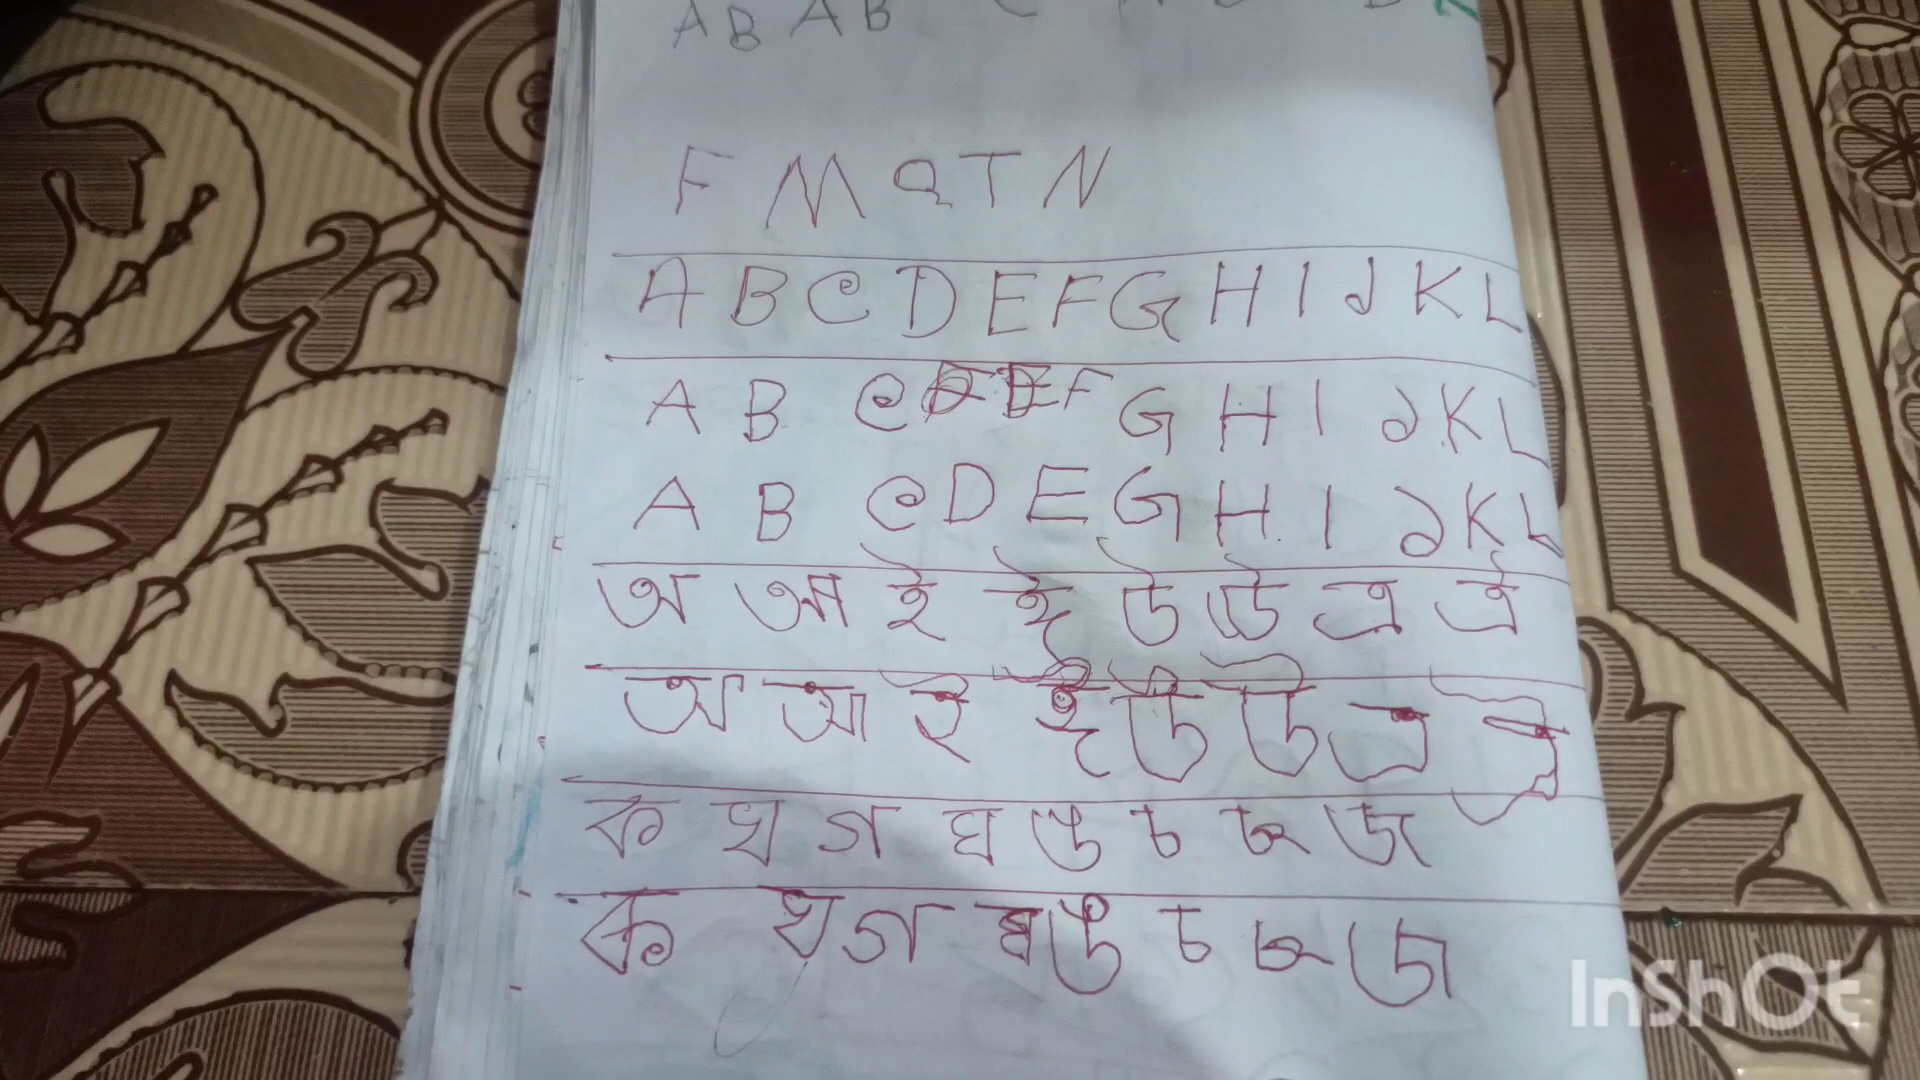 A B A B C
F M Q T N
A B C D E F G H I J K L
A B C D E F G H I J K L
A B C D E G H I J K L
অ আ ই ঈ উ ঊ এ ঐ
অ আ ই ঈ উ ঊ এ
ক খ গ ঘ ঙ চ ছ জ
ক খ গ ঘ ঙ চ ছ জ
InShOt